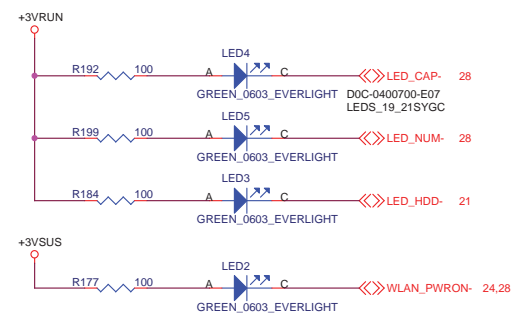 +3VRUN
LED4
R192 100 A C LED_CAP- 28
GREEN_0603_EVERLIGHT D0C-0400700-E07
LEDS_19_21SYGC
LED5
R199 100 A C LED_NUM- 28
GREEN_0603_EVERLIGHT
LED3
R184 100 A C LED_HDD- 21
GREEN_0603_EVERLIGHT
+3VSUS
LED2
R177 100 A C WLAN_PWRON- 24,28
GREEN_0603_EVERLIGHT